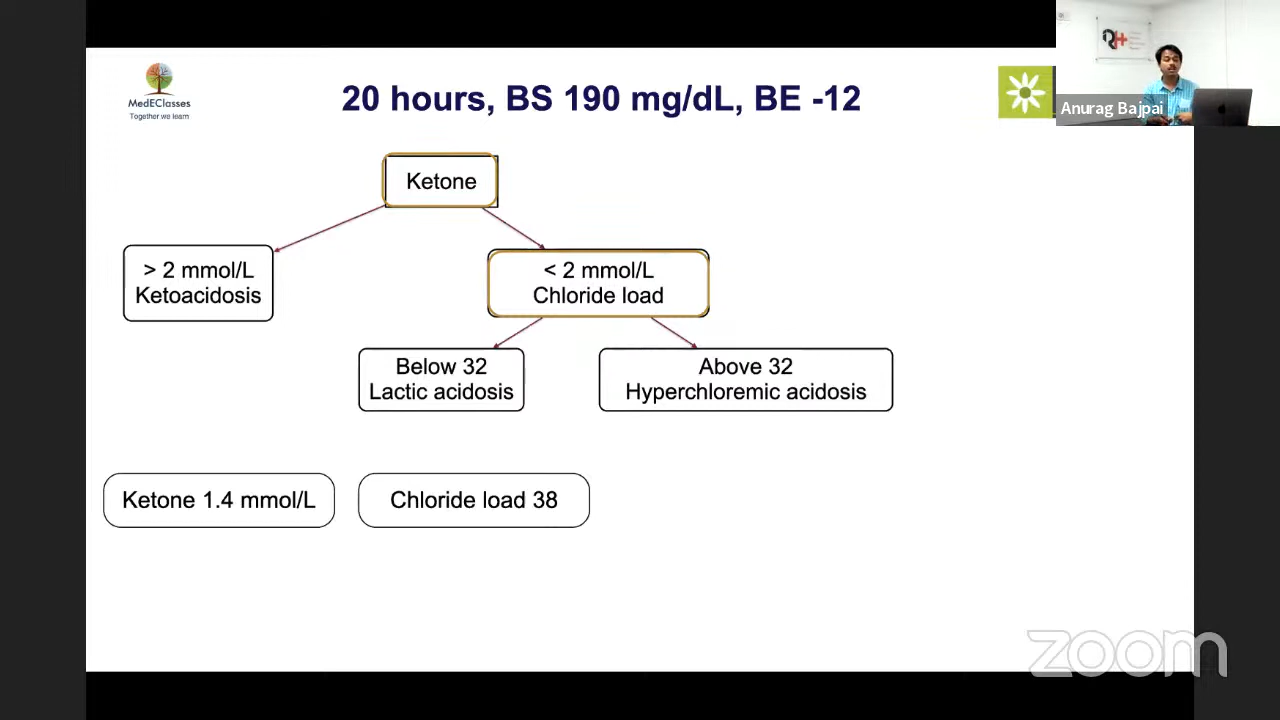 MedEClasses
Together we learn
20 hours, BS 190 mg/dL, BE -12
Anurag Bajpai
Ketone
> 2 mmol/L
Ketoacidosis
< 2 mmol/L
Chloride load
Below 32
Lactic acidosis
Above 32
Hyperchloremic acidosis
Ketone 1.4 mmol/L
Chloride load 38
zoom